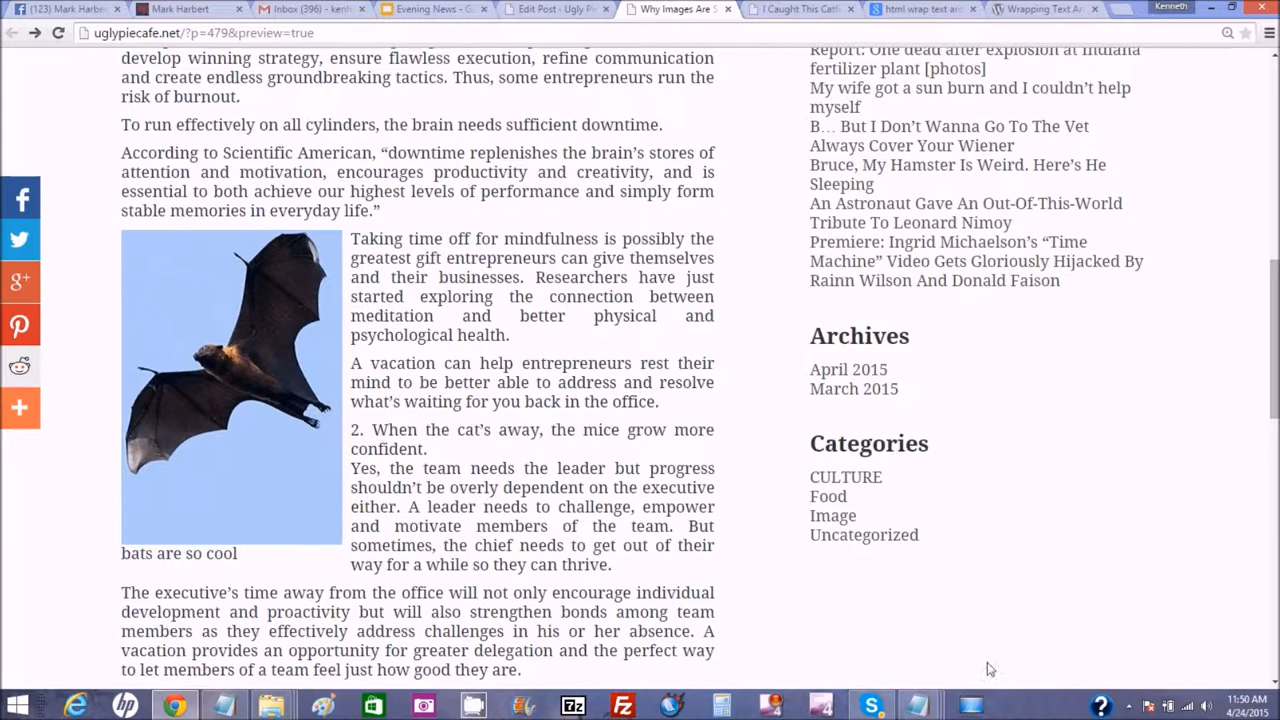 (123) Mark Harber
Mark Harbert
Inbox (396) - kenh
Evening News - G
Edit Post ‹ Ugly Pi
Why Images Are S
I Caught This Catf
html wrap text ar
Wrapping Text Ar
Kenneth
uglypiecafe.net/?p=479&preview=true
develop winning strategy, ensure flawless execution, refine communication
and create endless groundbreaking tactics. Thus, some entrepreneurs run the
risk of burnout.
To run effectively on all cylinders, the brain needs sufficient downtime.
According to Scientific American, “downtime replenishes the brain’s stores of
attention and motivation, encourages productivity and creativity, and is
essential to both achieve our highest levels of performance and simply form
stable memories in everyday life.”
Taking time off for mindfulness is possibly the
greatest gift entrepreneurs can give themselves
and their businesses. Researchers have just
started exploring the connection between
meditation and better physical and
psychological health.
A vacation can help entrepreneurs rest their
mind to be better able to address and resolve
what’s waiting for you back in the office.
2. When the cat’s away, the mice grow more
confident.
Yes, the team needs the leader but progress
shouldn’t be overly dependent on the executive
either. A leader needs to challenge, empower
and motivate members of the team. But
sometimes, the chief needs to get out of their
way for a while so they can thrive.
bats are so cool
The executive’s time away from the office will not only encourage individual
development and proactivity but will also strengthen bonds among team
members as they effectively address challenges in his or her absence. A
vacation provides an opportunity for greater delegation and the perfect way
to let members of a team feel just how good they are.
Report: One dead after explosion at Indiana
fertilizer plant [photos]
My wife got a sun burn and I couldn’t help
myself
B… But I Don’t Wanna Go To The Vet
Always Cover Your Wiener
Bruce, My Hamster Is Weird. Here’s He
Sleeping
An Astronaut Gave An Out-Of-This-World
Tribute To Leonard Nimoy
Premiere: Ingrid Michaelson’s “Time
Machine” Video Gets Gloriously Hijacked By
Rainn Wilson And Donald Faison
Archives
April 2015
March 2015
Categories
CULTURE
Food
Image
Uncategorized
11:50 AM
4/24/2015